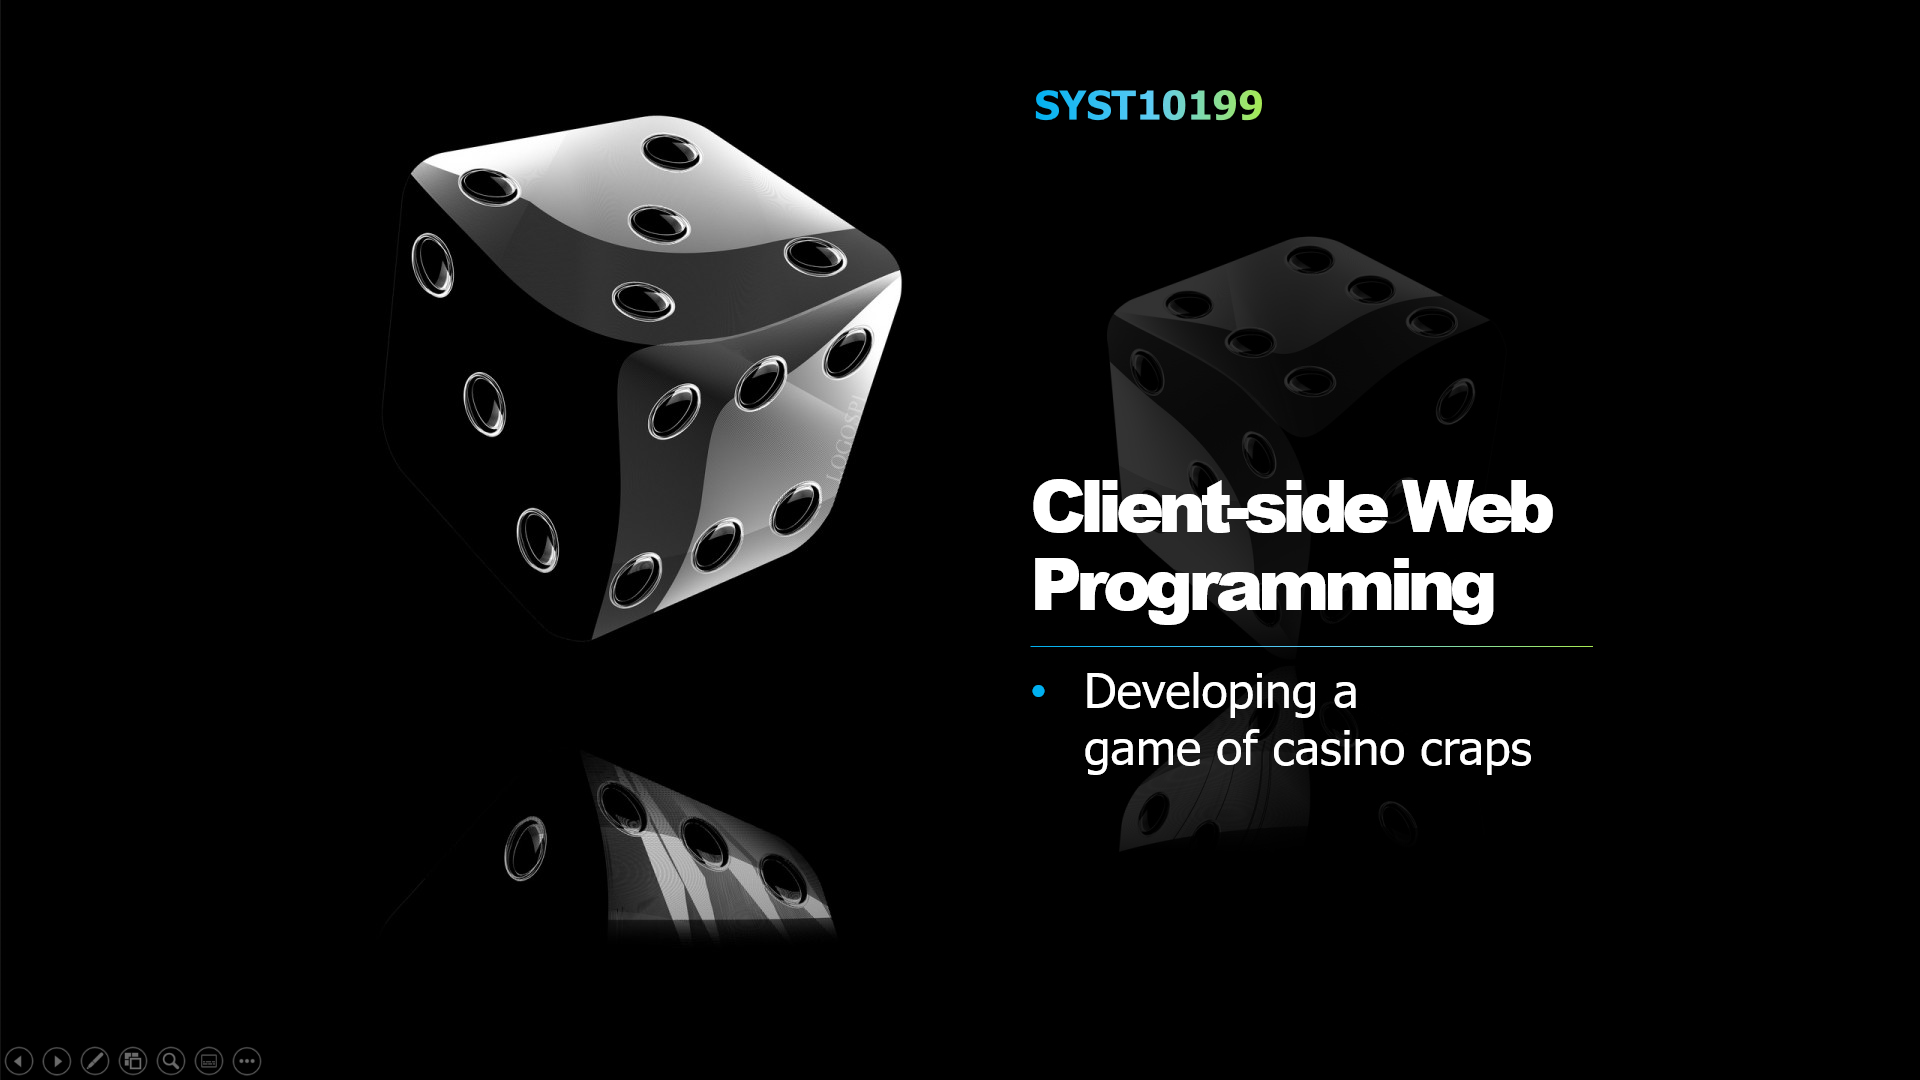 SYST10199
Client-side Web
Programming
• Developing a
game of casino craps